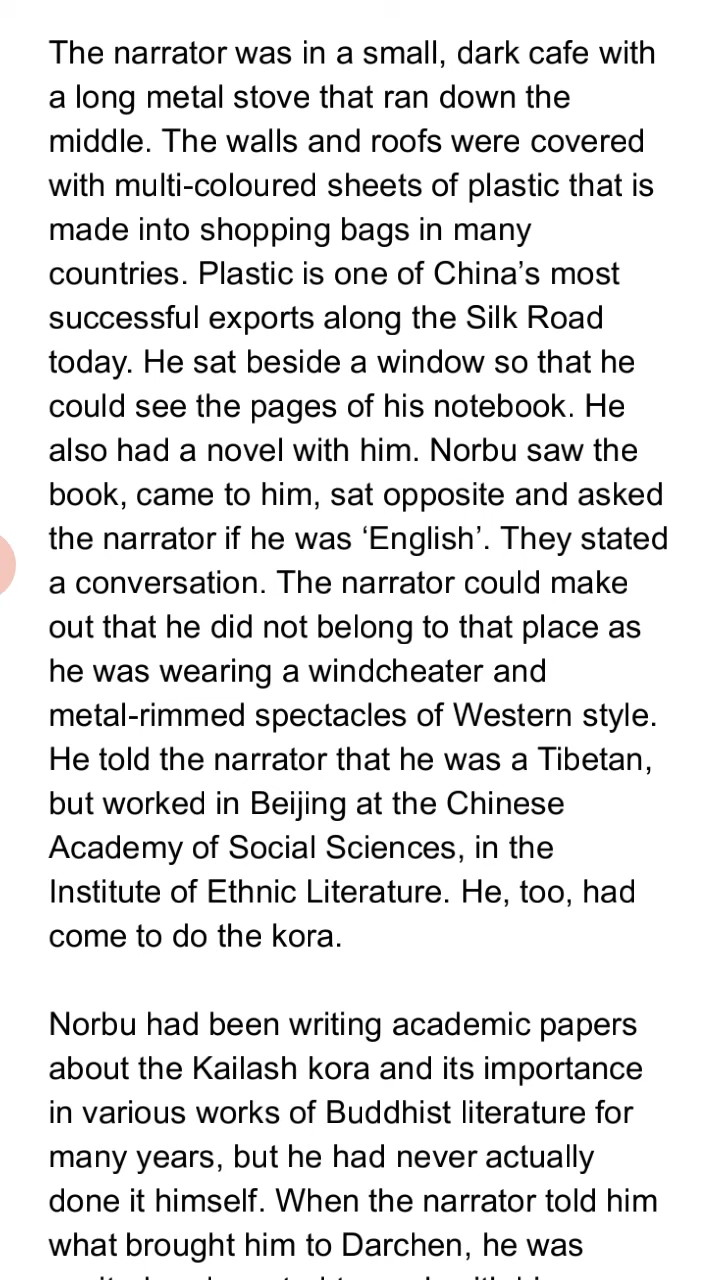 The narrator was in a small, dark cafe with
a long metal stove that ran down the
middle. The walls and roofs were covered
with multi-coloured sheets of plastic that is
made into shopping bags in many
countries. Plastic is one of China’s most
successful exports along the Silk Road
today. He sat beside a window so that he
could see the pages of his notebook. He
also had a novel with him. Norbu saw the
book, came to him, sat opposite and asked
the narrator if he was ‘English’. They stated
a conversation. The narrator could make
out that he did not belong to that place as
he was wearing a windcheater and
metal-rimmed spectacles of Western style.
He told the narrator that he was a Tibetan,
but worked in Beijing at the Chinese
Academy of Social Sciences, in the
Institute of Ethnic Literature. He, too, had
come to do the kora.
Norbu had been writing academic papers
about the Kailash kora and its importance
in various works of Buddhist literature for
many years, but he had never actually
done it himself. When the narrator told him
what brought him to Darchen, he was